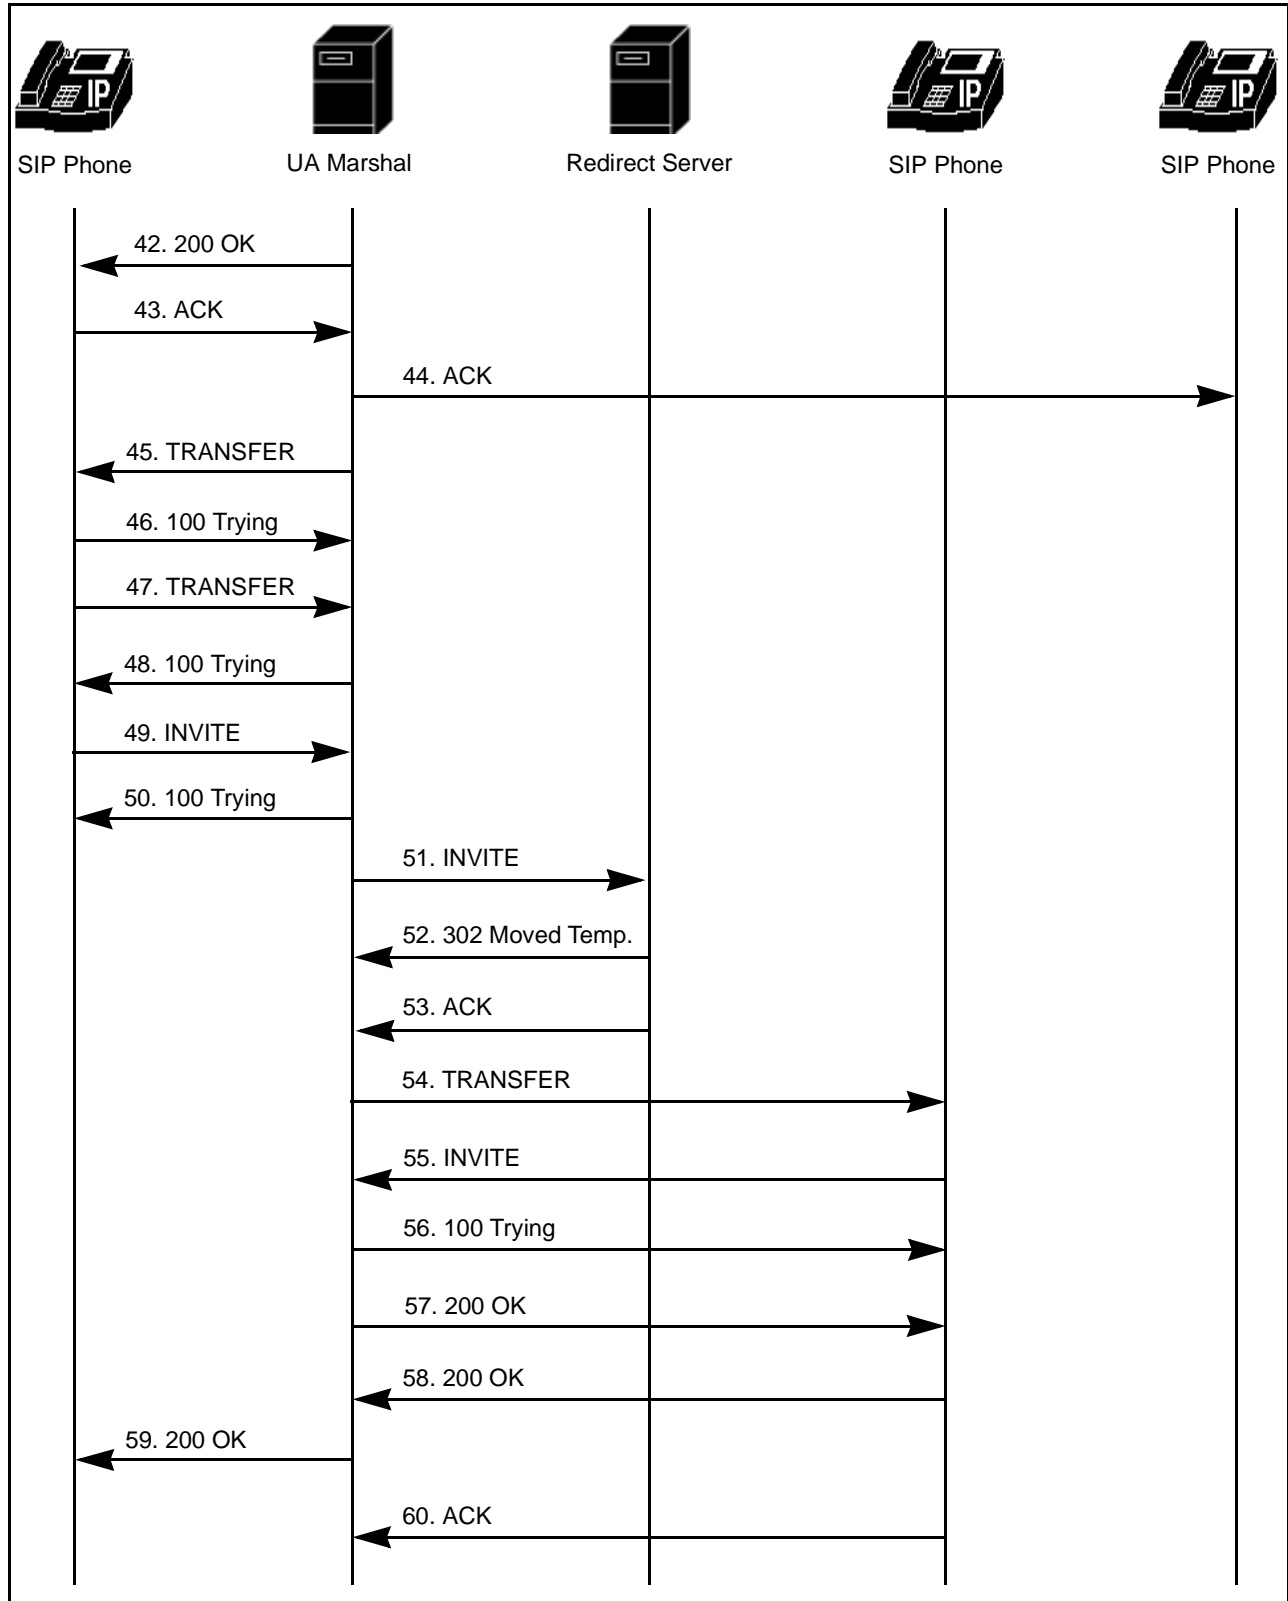 IP
IP
IP
SIP Phone
UA Marshal
Redirect Server
SIP Phone
SIP Phone
42. 200 OK
43. ACK
44. ACK
45. TRANSFER
46. 100 Trying
47. TRANSFER
48. 100 Trying
49. INVITE
50. 100 Trying
51. INVITE
52. 302 Moved Temp.
53. ACK
54. TRANSFER
55. INVITE
56. 100 Trying
57. 200 OK
58. 200 OK
59. 200 OK
60. ACK